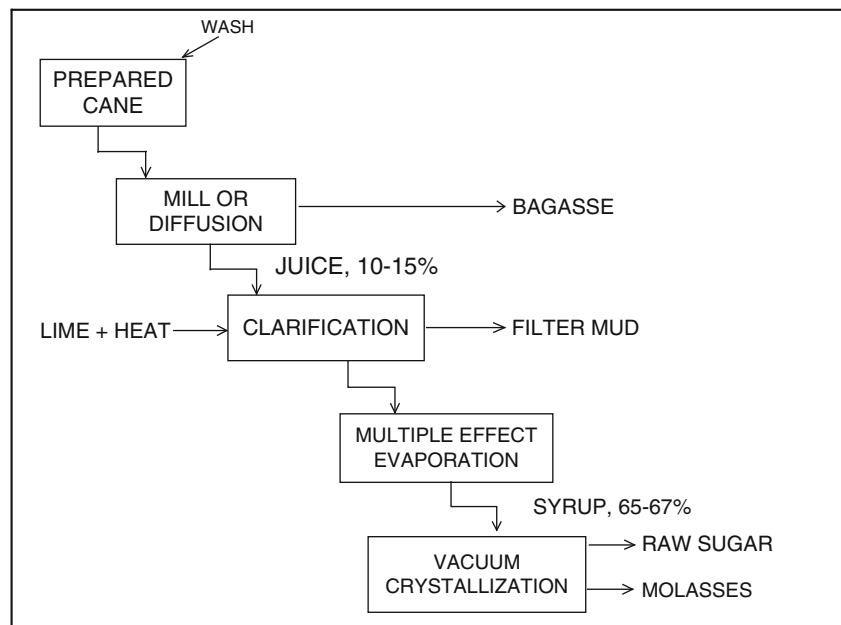 WASH
PREPARED
CANE
MILL OR
DIFFUSION
BAGASSE
JUICE, 10-15%
LIME + HEAT
CLARIFICATION
FILTER MUD
MULTIPLE EFFECT
EVAPORATION
SYRUP, 65-67%
VACUUM
CRYSTALLIZATION
RAW SUGAR
MOLASSES